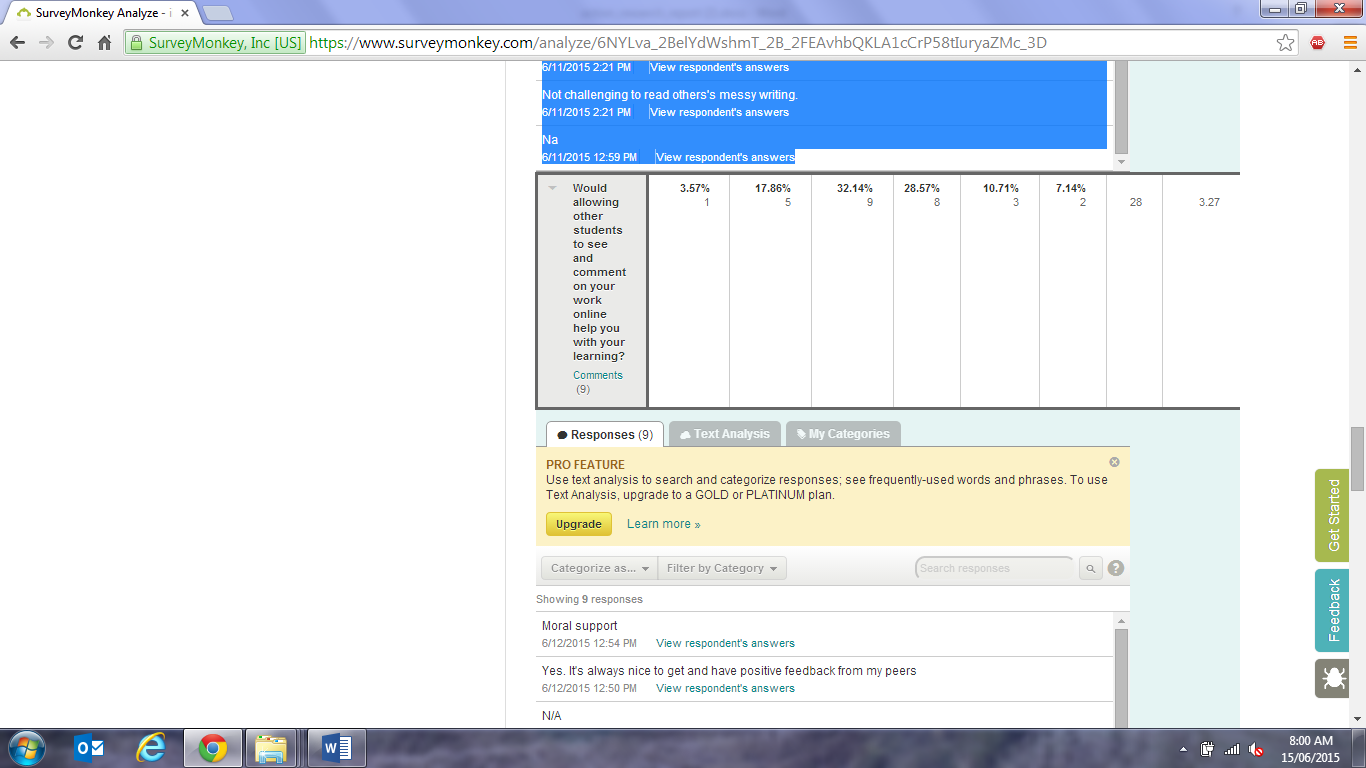 SurveyMonkey Analyze - i
SurveyMonkey, Inc [US] https://www.surveymonkey.com/analyze/6NYLva_2BelYdWshmT_2B_2FEAvhbQKLA1cCrP58tIuryaZMc_3D
6/11/2015 2:21 PM View respondent's answers
Not challenging to read others's messy writing.
6/11/2015 2:21 PM View respondent's answers
Na
6/11/2015 12:59 PM View respondent's answers
Would
allowing
other
students
to see
and
comment
on your
work
online
help you
with your
learning?
Comments
(9)
3.57% 17.86% 32.14% 28.57% 10.71% 7.14%
1 5 9 8 3 2 28 3.27
Responses (9) Text Analysis My Categories
PRO FEATURE
Use text analysis to search and categorize responses; see frequently-used words and phrases. To use
Text Analysis, upgrade to a GOLD or PLATINUM plan.
Upgrade Learn more »
Categorize as... Filter by Category Search responses ?
Showing 9 responses
Moral support
6/12/2015 12:54 PM View respondent's answers
Yes. It's always nice to get and have positive feedback from my peers
6/12/2015 12:50 PM View respondent's answers
N/A
Get Started
Feedback
8:00 AM
15/06/2015